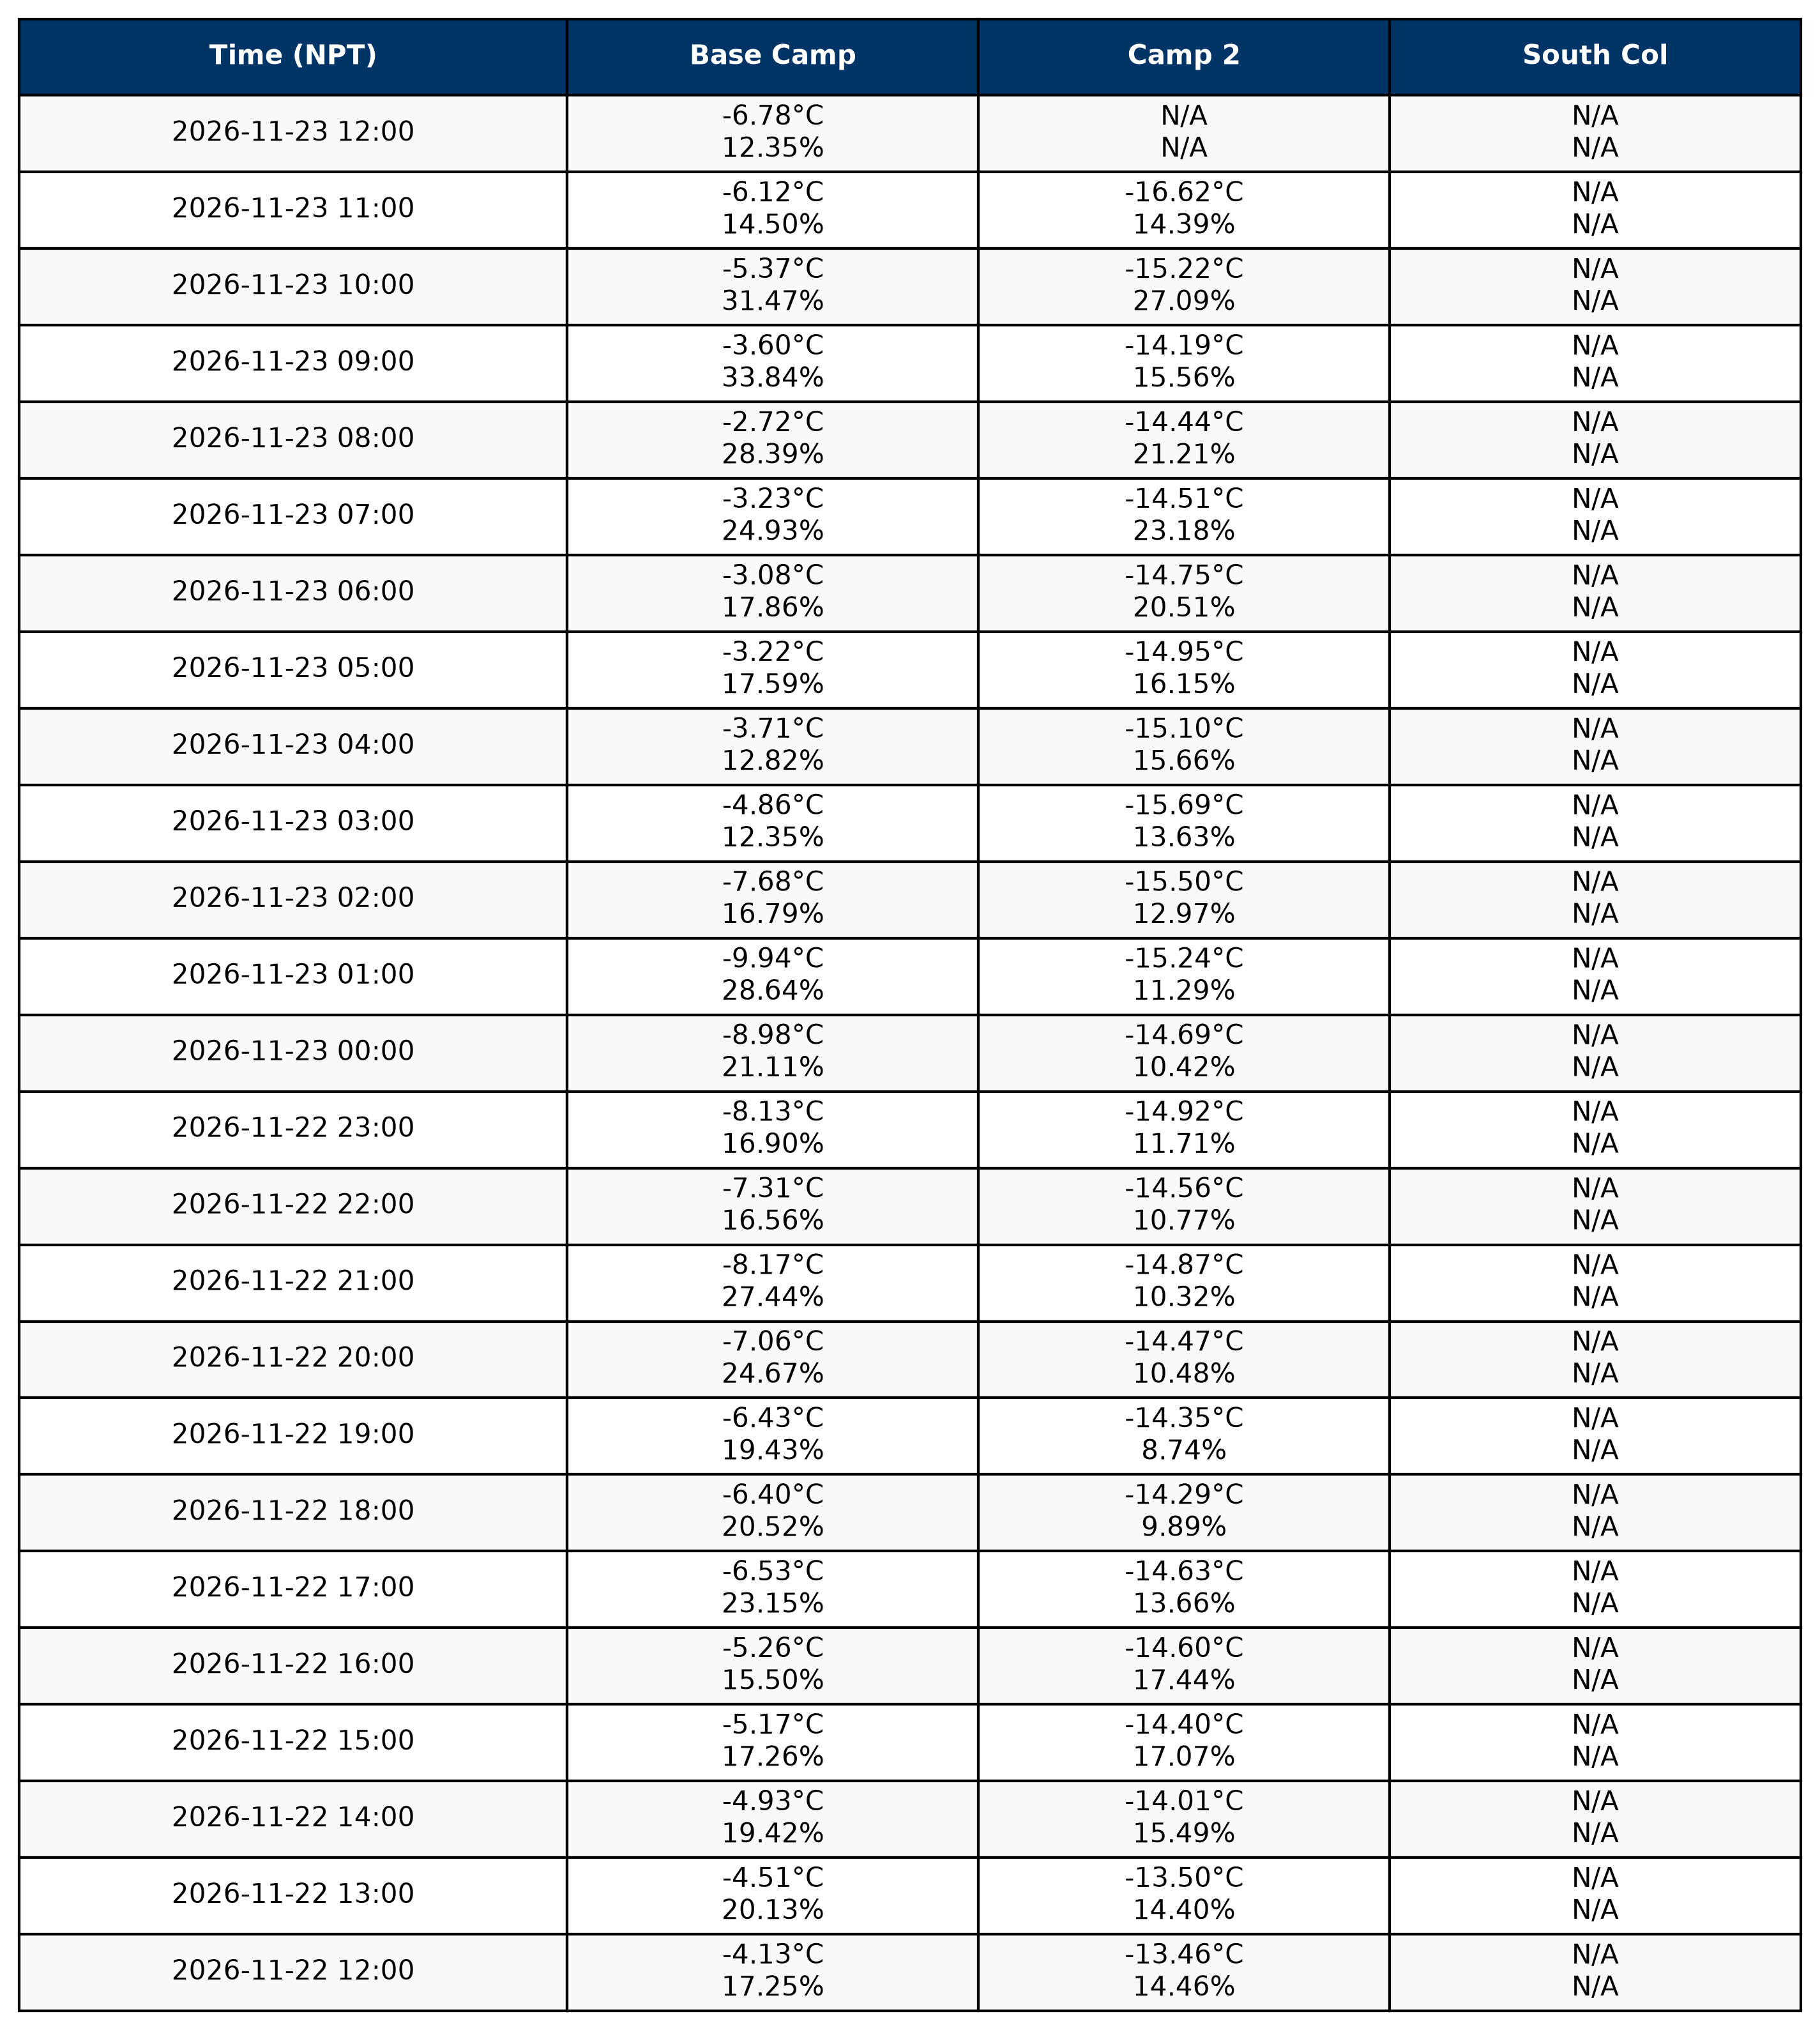 Time (NPT) Base Camp Camp 2 South Col
2026-11-23 12:00 -6.78°C N/A N/A
12.35% N/A N/A
2026-11-23 11:00 -6.12°C -16.62°C N/A
14.50% 14.39% N/A
2026-11-23 10:00 -5.37°C -15.22°C N/A
31.47% 27.09% N/A
2026-11-23 09:00 -3.60°C -14.19°C N/A
33.84% 15.56% N/A
2026-11-23 08:00 -2.72°C -14.44°C N/A
28.39% 21.21% N/A
2026-11-23 07:00 -3.23°C -14.51°C N/A
24.93% 23.18% N/A
2026-11-23 06:00 -3.08°C -14.75°C N/A
17.86% 20.51% N/A
2026-11-23 05:00 -3.22°C -14.95°C N/A
17.59% 16.15% N/A
2026-11-23 04:00 -3.71°C -15.10°C N/A
12.82% 15.66% N/A
2026-11-23 03:00 -4.86°C -15.69°C N/A
12.35% 13.63% N/A
2026-11-23 02:00 -7.68°C -15.50°C N/A
16.79% 12.97% N/A
2026-11-23 01:00 -9.94°C -15.24°C N/A
28.64% 11.29% N/A
2026-11-23 00:00 -8.98°C -14.69°C N/A
21.11% 10.42% N/A
2026-11-22 23:00 -8.13°C -14.92°C N/A
16.90% 11.71% N/A
2026-11-22 22:00 -7.31°C -14.56°C N/A
16.56% 10.77% N/A
2026-11-22 21:00 -8.17°C -14.87°C N/A
27.44% 10.32% N/A
2026-11-22 20:00 -7.06°C -14.47°C N/A
24.67% 10.48% N/A
2026-11-22 19:00 -6.43°C -14.35°C N/A
19.43% 8.74% N/A
2026-11-22 18:00 -6.40°C -14.29°C N/A
20.52% 9.89% N/A
2026-11-22 17:00 -6.53°C -14.63°C N/A
23.15% 13.66% N/A
2026-11-22 16:00 -5.26°C -14.60°C N/A
15.50% 17.44% N/A
2026-11-22 15:00 -5.17°C -14.40°C N/A
17.26% 17.07% N/A
2026-11-22 14:00 -4.93°C -14.01°C N/A
19.42% 15.49% N/A
2026-11-22 13:00 -4.51°C -13.50°C N/A
20.13% 14.40% N/A
2026-11-22 12:00 -4.13°C -13.46°C N/A
17.25% 14.46% N/A